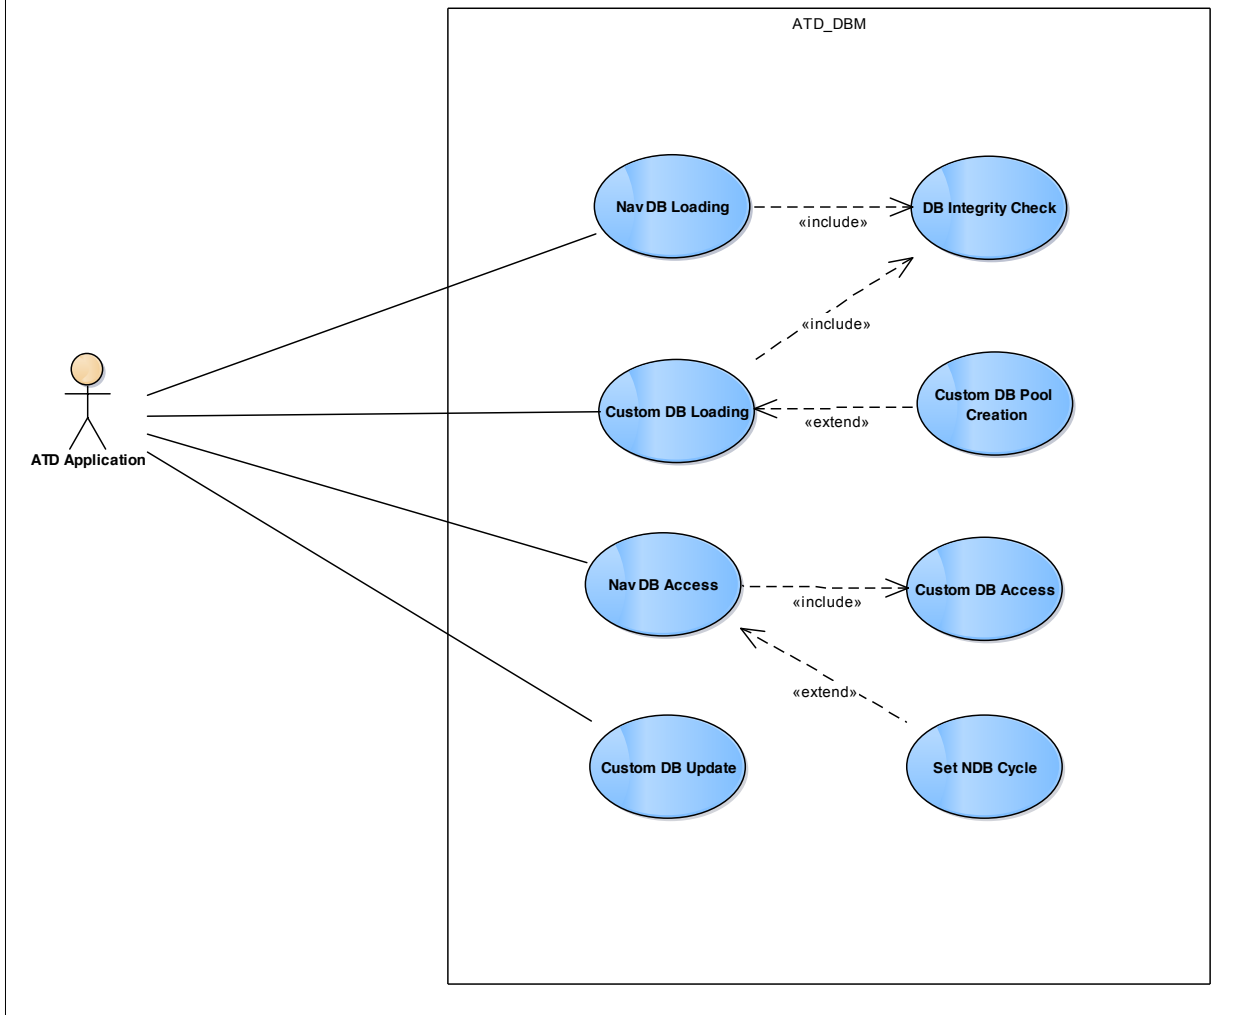 ATD_DBM
Nav DB Loading
DB Integrity Check
«include»
«include»
Custom DB Loading
Custom DB Pool
Creation
«extend»
ATD Application
Nav DB Access
Custom DB Access
«include»
«extend»
Custom DB Update
Set NDB Cycle